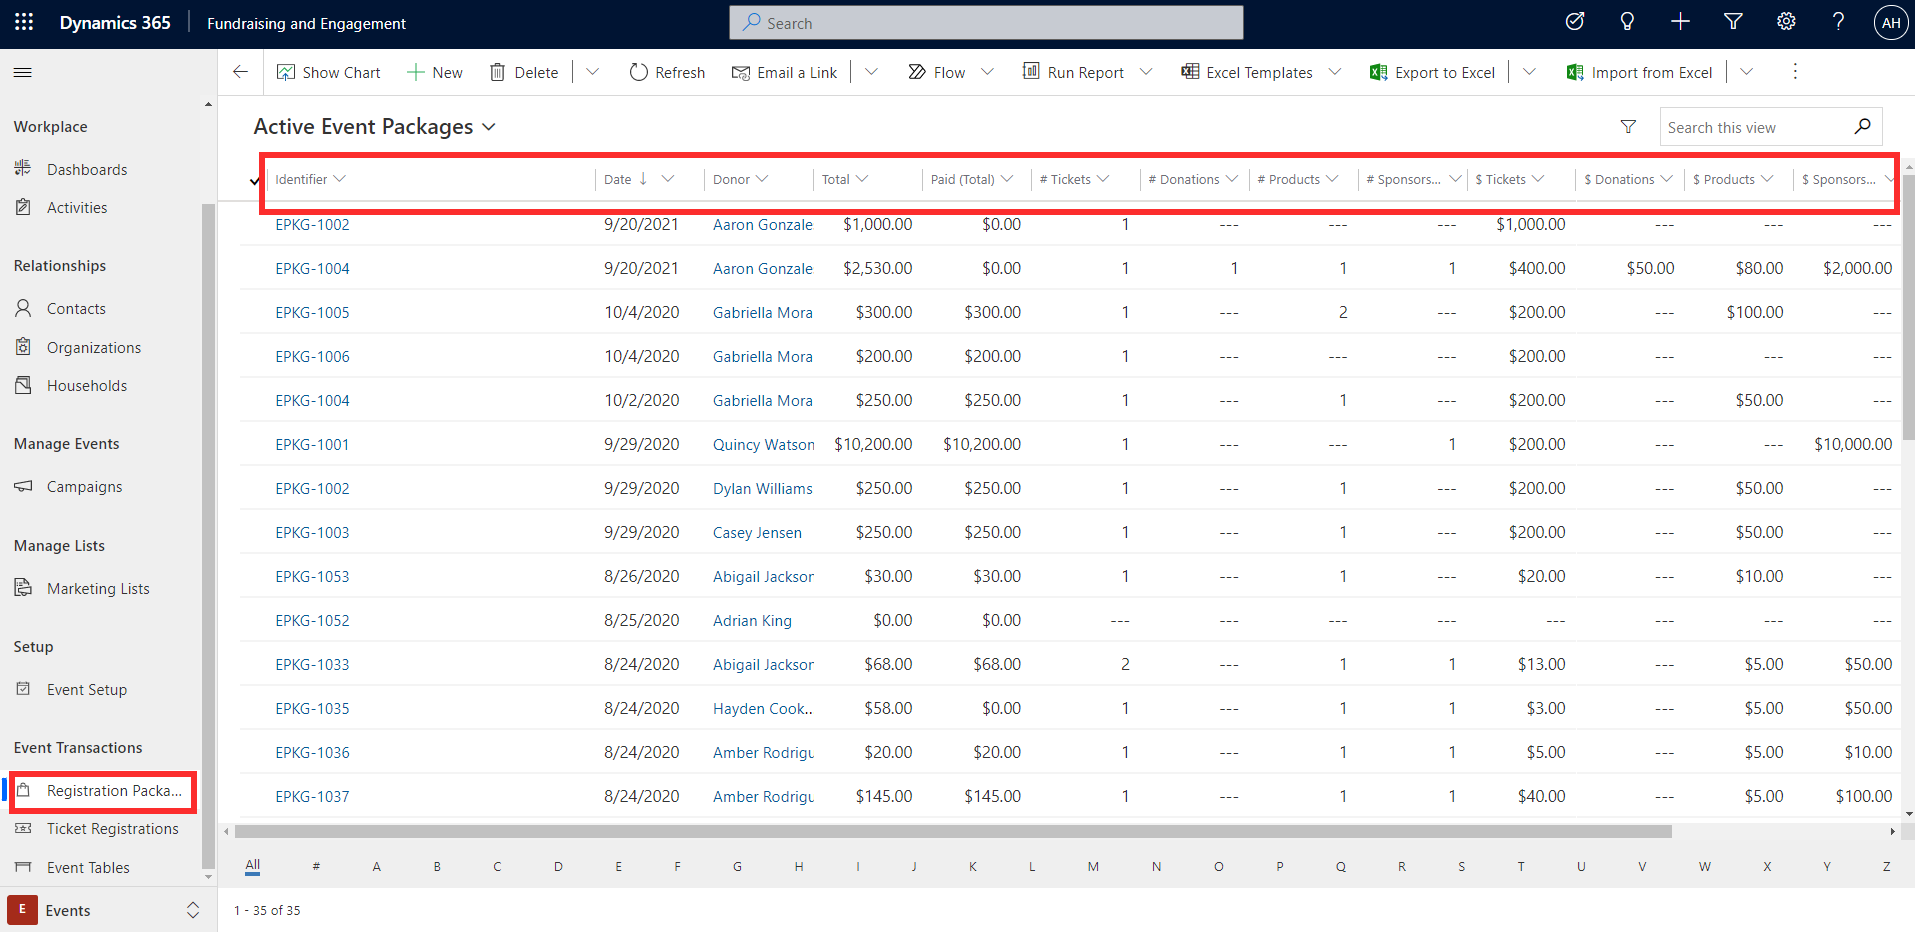 Dynamics 365 Fundraising and Engagement Search AH
Show Chart New Delete Refresh Email a Link Flow Run Report Excel Templates Export to Excel Import from Excel
Workplace
Dashboards
Activities
Relationships
Contacts
Organizations
Households
Manage Events
Campaigns
Manage Lists
Marketing Lists
Setup
Event Setup
Event Transactions
Registration Packa...
Ticket Registrations
Event Tables
E Events
Active Event Packages Search this view
Identifier Date Donor Total Paid (Total) # Tickets # Donations # Products # Sponsors... $ Tickets $ Donations $ Products $ Sponsors...
EPKG-1002 9/20/2021 Aaron Gonzale $1,000.00 $0.00 1 --- --- --- $1,000.00 --- --- ---
EPKG-1004 9/20/2021 Aaron Gonzale $2,530.00 $0.00 1 1 1 1 $400.00 $50.00 $80.00 $2,000.00
EPKG-1005 10/4/2020 Gabriella Mora $300.00 $300.00 1 --- 2 --- $200.00 --- $100.00 ---
EPKG-1006 10/4/2020 Gabriella Mora $200.00 $200.00 1 --- --- --- $200.00 --- --- ---
EPKG-1004 10/2/2020 Gabriella Mora $250.00 $250.00 1 --- 1 --- $200.00 --- $50.00 ---
EPKG-1001 9/29/2020 Quincy Watson $10,200.00 $10,200.00 1 --- --- 1 $200.00 --- --- $10,000.00
EPKG-1002 9/29/2020 Dylan Williams $250.00 $250.00 1 --- 1 --- $200.00 --- $50.00 ---
EPKG-1003 9/29/2020 Casey Jensen $250.00 $250.00 1 --- 1 --- $200.00 --- $50.00 ---
EPKG-1053 8/26/2020 Abigail Jackson $30.00 $30.00 1 --- 1 --- $20.00 --- $10.00 ---
EPKG-1052 8/25/2020 Adrian King $0.00 $0.00 --- --- --- --- --- --- --- ---
EPKG-1033 8/24/2020 Abigail Jackson $68.00 $68.00 2 --- 1 1 $13.00 --- $5.00 $50.00
EPKG-1035 8/24/2020 Hayden Cook.. $58.00 $0.00 1 --- 1 1 $3.00 --- $5.00 $50.00
EPKG-1036 8/24/2020 Amber Rodrigu $20.00 $20.00 1 --- 1 1 $5.00 --- $5.00 $10.00
EPKG-1037 8/24/2020 Amber Rodrigu $145.00 $145.00 1 --- 1 1 $40.00 --- $5.00 $100.00
All # A B C D E F G H I J K L M N O P Q R S T U V W X Y Z
1 - 35 of 35